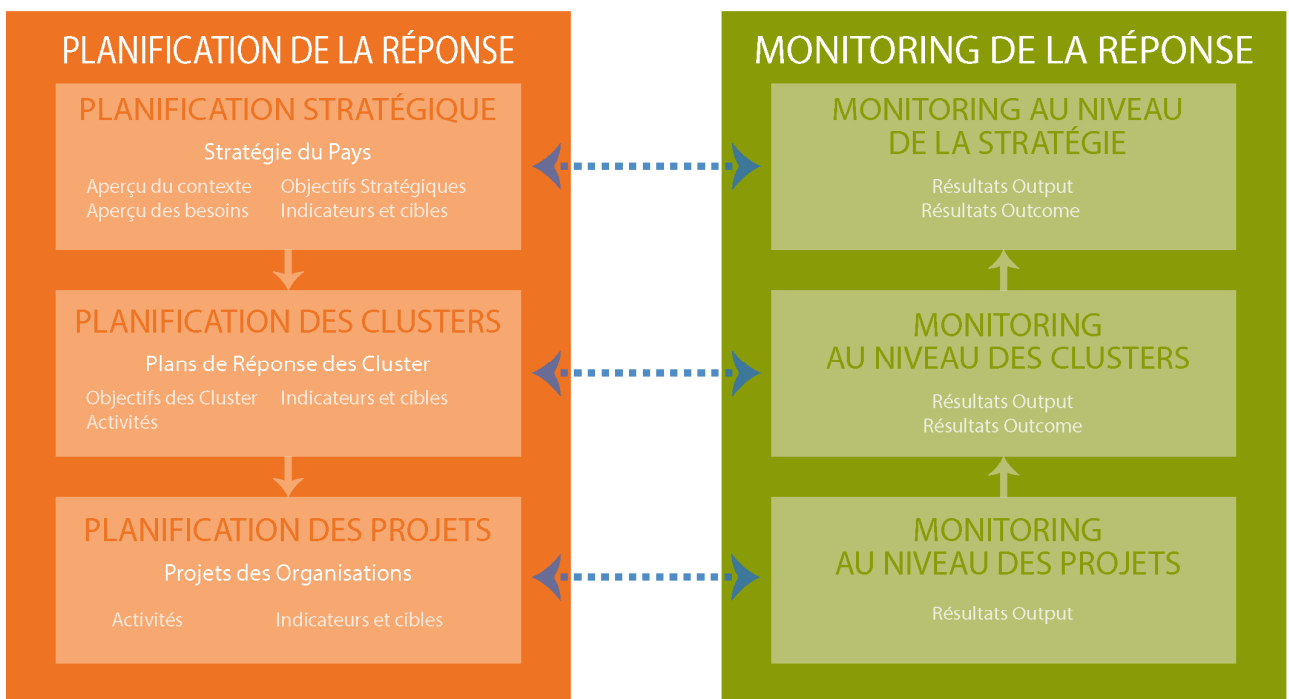 PLANIFICATION DE LA RÉPONSE
PLANIFICATION STRATÉGIQUE
Stratégie du Pays
Aperçu du contexte Objectifs Stratégiques
Aperçu des besoins Indicateurs et cibles
PLANIFICATION DES CLUSTERS
Plans de Réponse des Cluster
Objectifs des Cluster Indicateurs et cibles
Activités
PLANIFICATION DES PROJETS
Projets des Organisations
Activités Indicateurs et cibles
MONITORING DE LA RÉPONSE
MONITORING AU NIVEAU
DE LA STRATÉGIE
Résultats Output
Résultats Outcome
MONITORING
AU NIVEAU DES CLUSTERS
Résultats Output
Résultats Outcome
MONITORING
AU NIVEAU DES PROJETS
Résultats Output